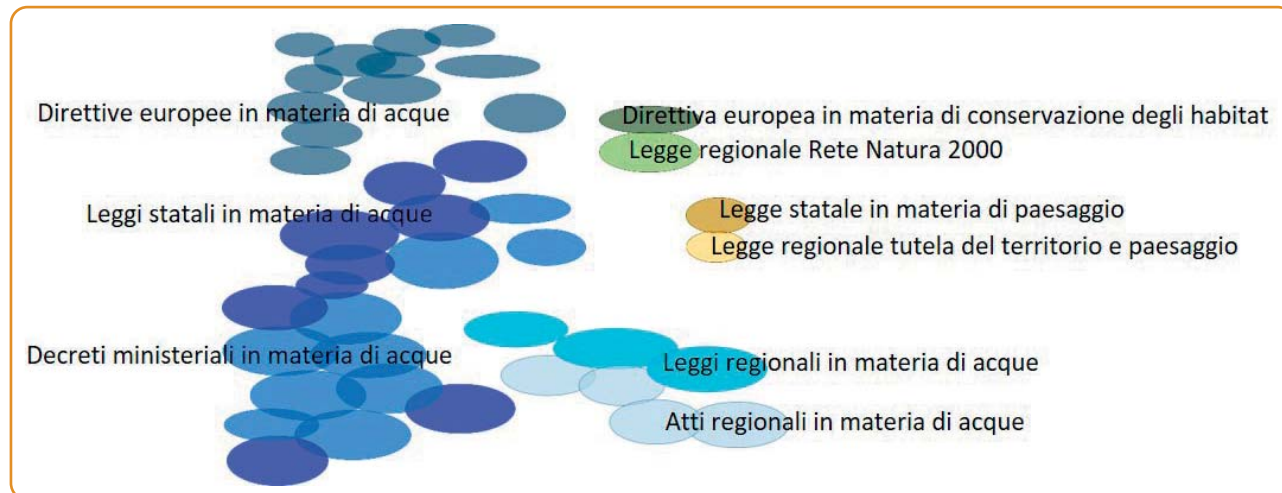 Direttive europee in materia di acque
Direttiva europea in materia di conservazione degli habitat
Legge regionale Rete Natura 2000
Leggi statali in materia di acque
Legge statale in materia di paesaggio
Legge regionale tutela del territorio e paesaggio
Decreti ministeriali in materia di acque
Leggi regionali in materia di acque
Atti regionali in materia di acque